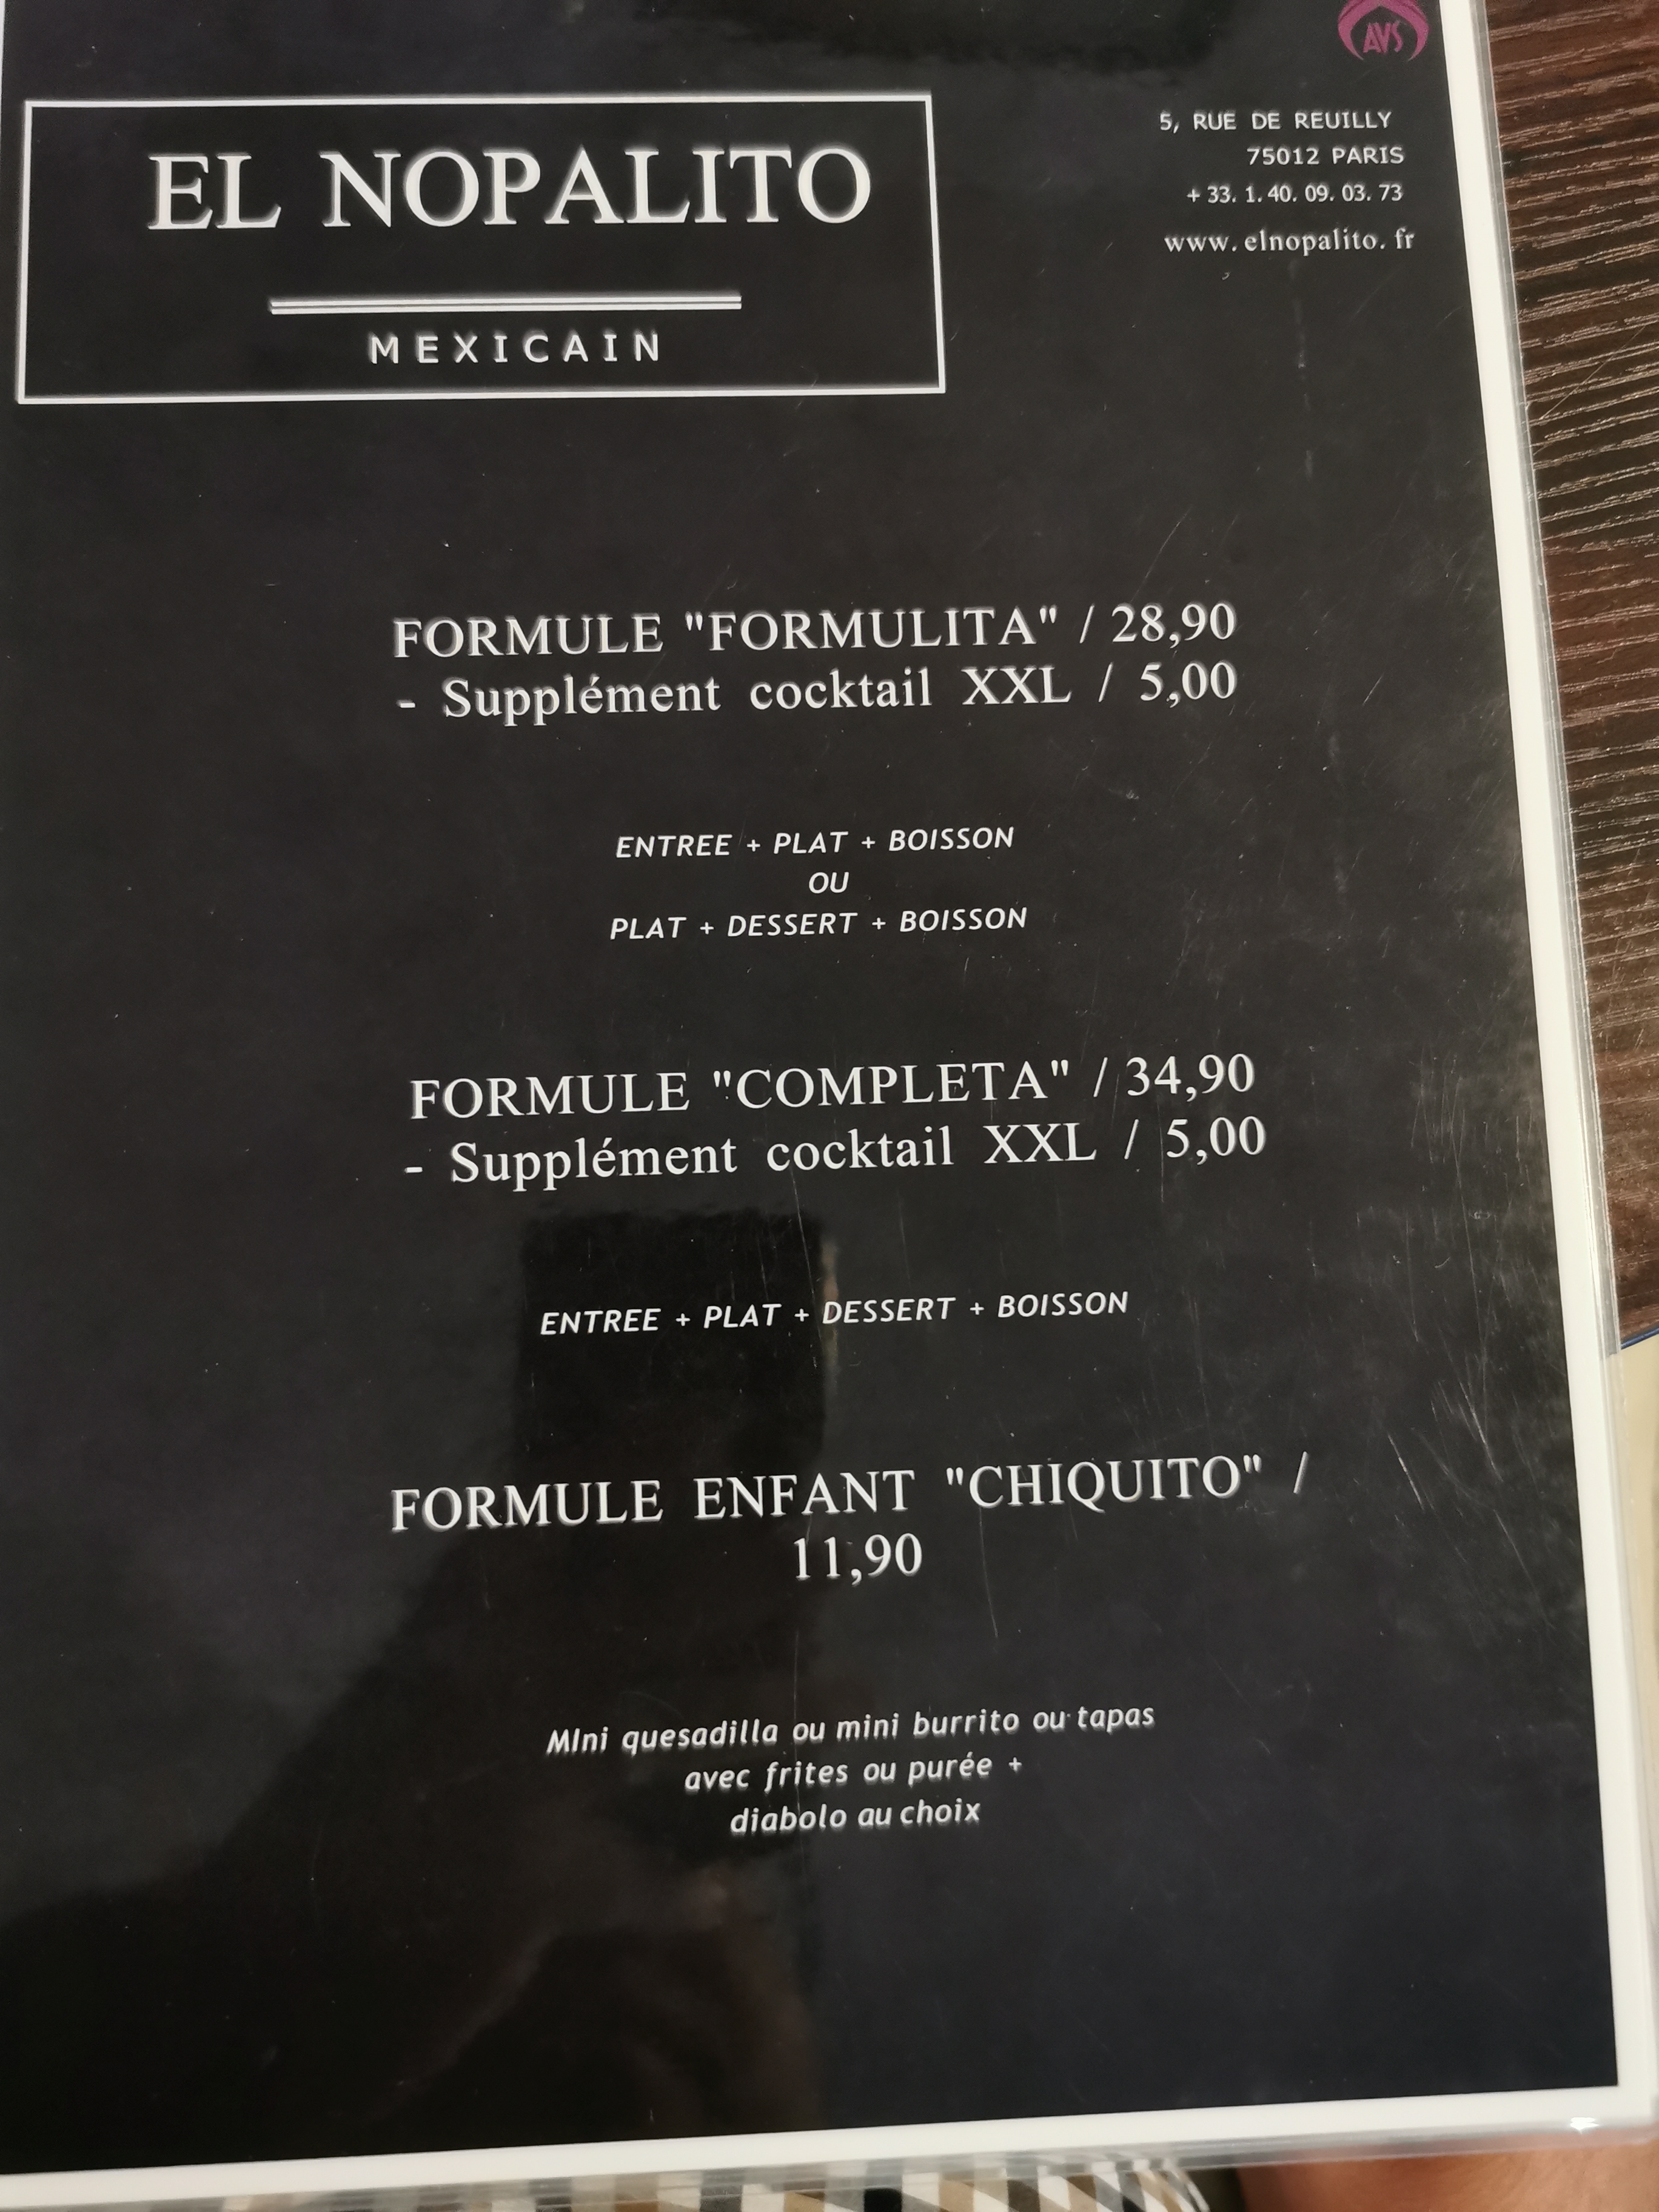 AVS
EL NOPALITO
MEXICAIN
5, RUE DE REUILLY
75012 PARIS
+ 33. 1. 40. 09. 03. 73
www. elnopalito. fr
FORMULE "FORMULITA" / 28,90
- Supplément cocktail XXL / 5,00
ENTREE + PLAT + BOISSON
OU
PLAT + DESSERT + BOISSON
FORMULE "COMPLETA" / 34,90
- Supplément cocktail XXL / 5,00
ENTREE + PLAT + DESSERT + BOISSON
FORMULE ENFANT "CHIQUITO" /
11,90
MIni quesadilla ou mini burrito ou tapas
avec frites ou purée +
diabolo au choix